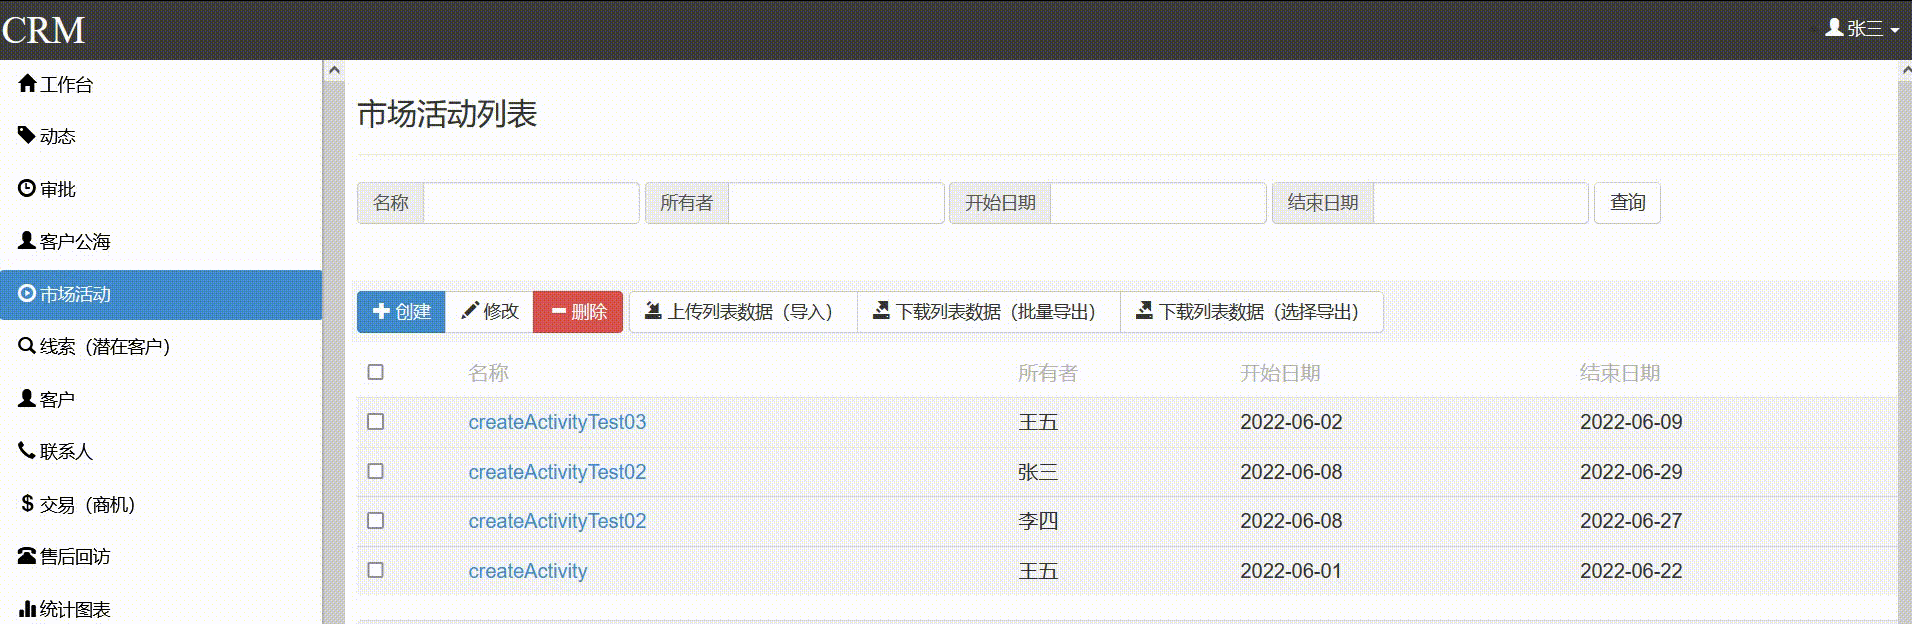 CRM
张三
工作台
动态
审批
客户公海
市场活动
线索（潜在客户）
客户
联系人
交易（商机）
售后回访
统计图表
市场活动列表
名称 所有者 开始日期 结束日期 查询
创建 修改 删除 上传列表数据（导入） 下载列表数据（批量导出） 下载列表数据（选择导出）
名称 所有者 开始日期 结束日期
createActivityTest03 王五 2022-06-02 2022-06-09
createActivityTest02 张三 2022-06-08 2022-06-29
createActivityTest02 李四 2022-06-08 2022-06-27
createActivity 王五 2022-06-01 2022-06-22